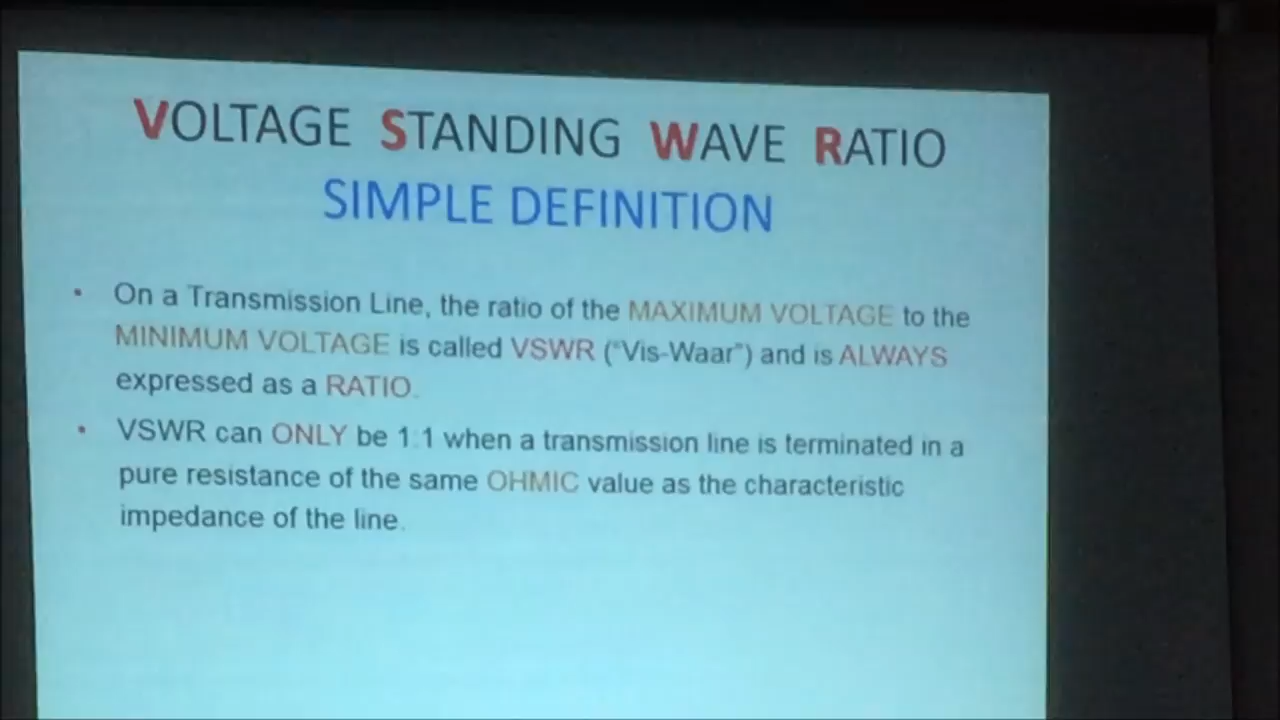 VOLTAGE STANDING WAVE RATIO
SIMPLE DEFINITION
• On a Transmission Line, the ratio of the MAXIMUM VOLTAGE to the
MINIMUM VOLTAGE is called VSWR ("Vis-Waar") and is ALWAYS
expressed as a RATIO.
• VSWR can ONLY be 1:1 when a transmission line is terminated in a
pure resistance of the same OHMIC value as the characteristic
impedance of the line.